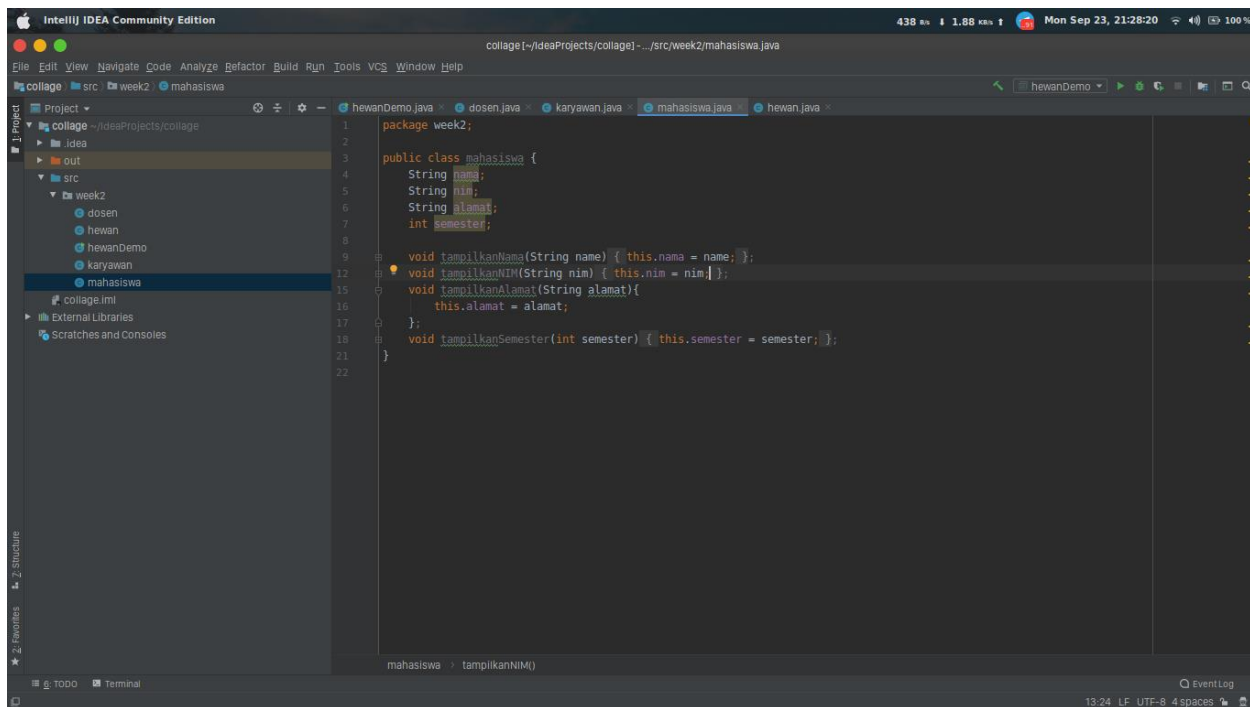 IntelliJ IDEA Community Edition
438 B/s ⬇ 1.88 KB/s ⬆ Mon Sep 23, 21:28:20 100 %
collage [~/IdeaProjects/collage] - .../src/week2/mahasiswa.java
File Edit View Navigate Code Analyze Refactor Build Run Tools VCS Window Help
collage src week2 mahasiswa hewanDemo
Project hewanDemo.java dosen.java karyawan.java mahasiswa.java hewan.java
1: Project
collage ~/IdeaProjects/collage
.idea
out
src
week2
dosen
hewan
hewanDemo
karyawan
mahasiswa
collage.iml
External Libraries
Scratches and Consoles
1 package week2;
2
3 public class mahasiswa {
4 String nama;
5 String nim;
6 String alamat;
7 int semester;
8
9 void tampilkanNama(String name) { this.nama = name; };
12 void tampilkanNIM(String nim) { this.nim = nim; };
15 void tampilkanAlamat(String alamat){
16 this.alamat = alamat;
17 };
18 void tampilkanSemester(int semester) { this.semester = semester; };
21 }
22
7: Structure
2: Favorites
mahasiswa > tampilkanNIM()
6: TODO Terminal Event Log
13:24 LF UTF-8 4 spaces